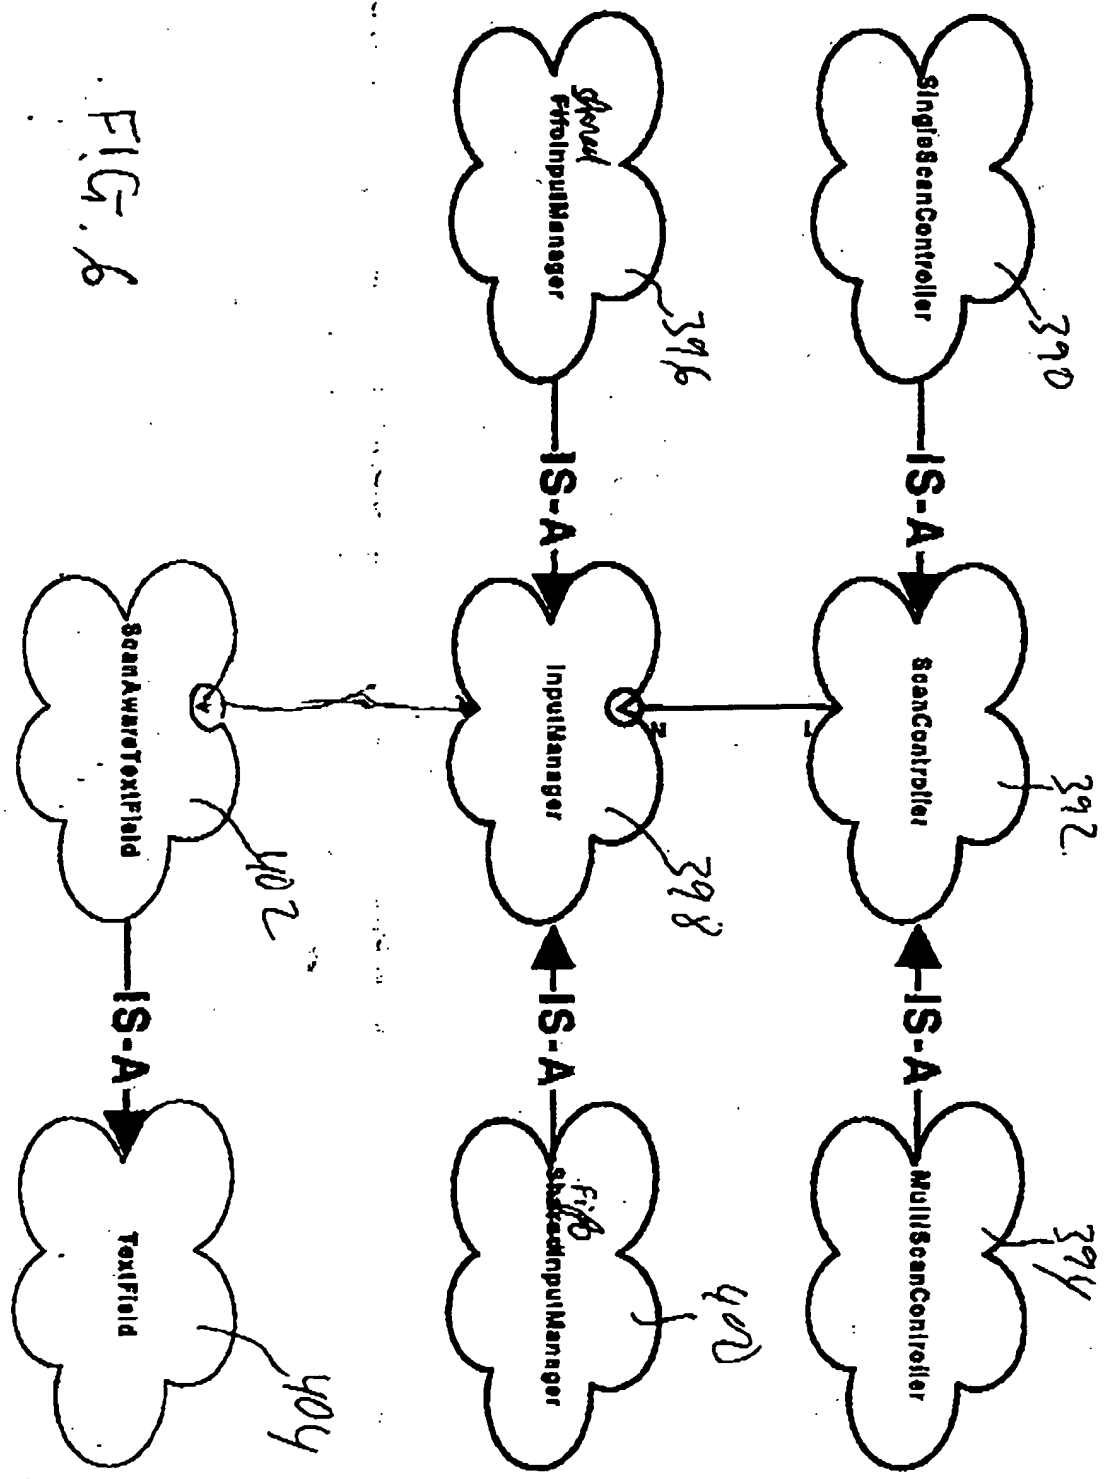 SingleScanController
390
IS-A
ScanController
392
IS-A
MultiScanController
394
1
N
Shared
FifoInputManager
396
IS-A
InputManager
398
IS-A
Fifo
SharedInputManager
400
ScanAwareTextField
402
IS-A
TextField
404
FIG. 6